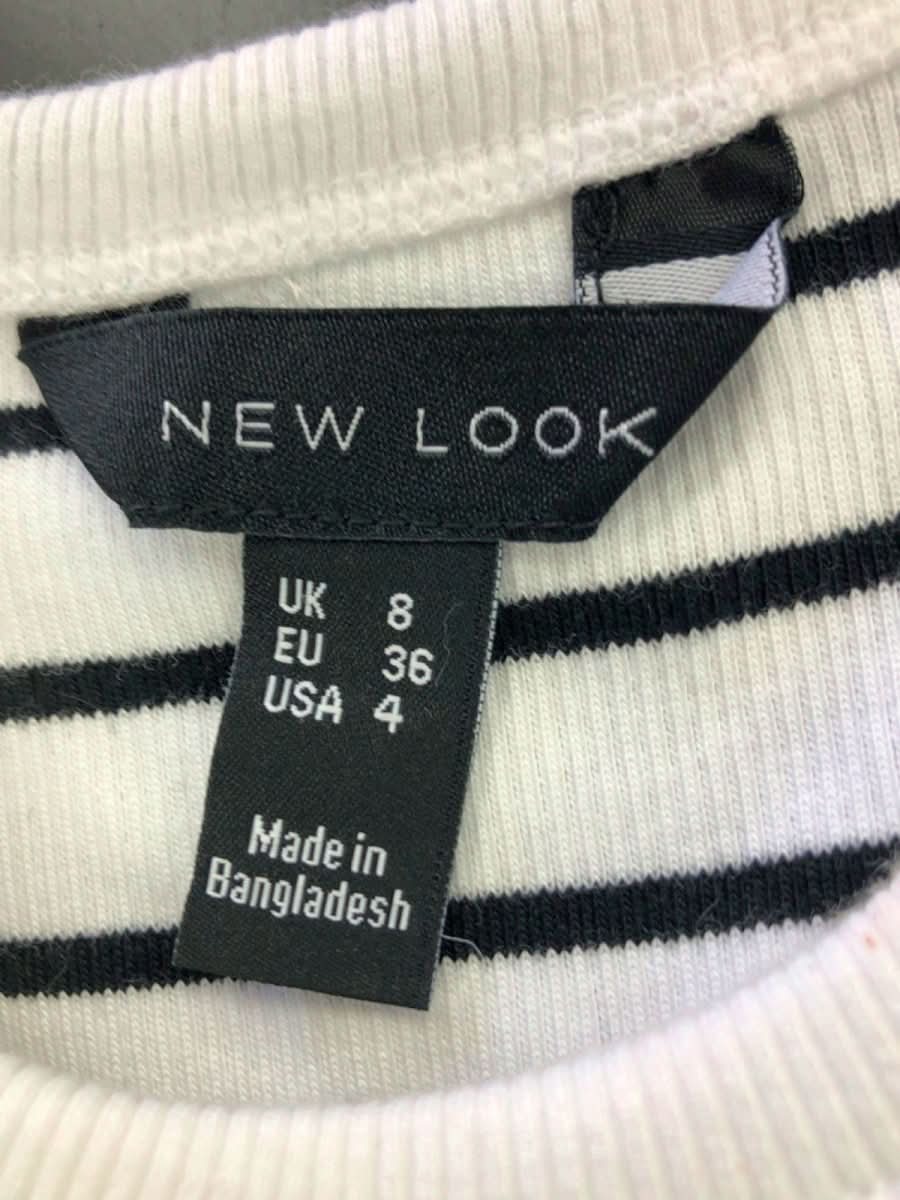 NEW LOOK
UK 8
EU 36
USA 4
Made in
Bangladesh